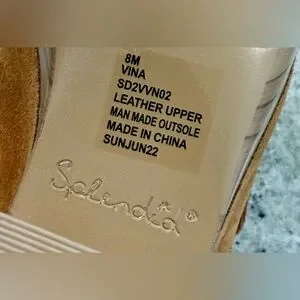 8M
VINA
SD2VVN02
LEATHER UPPER
MAN MADE OUTSOLE
MADE IN CHINA
SUNJUN22
Splendid®